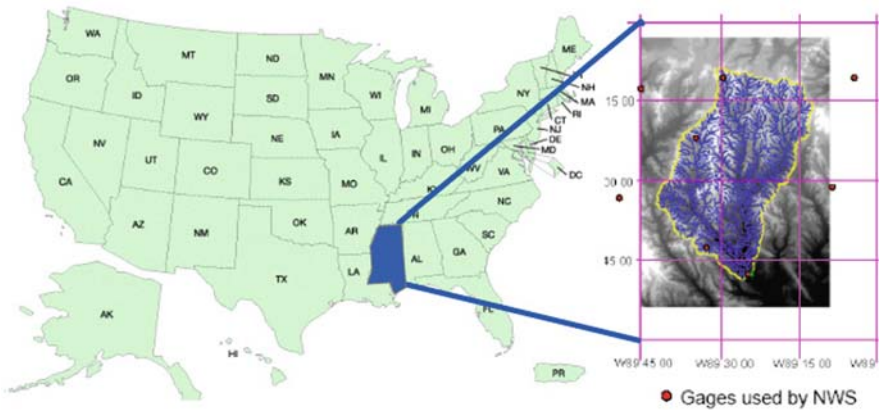 WA
MT
ND
MN
ME
OR
ID
SD
WI
NY
NH
MA
RI
WY
MI
CT
NV
NE
IA
PA
NJ
DE
MD
UT
CO
IL
IN
OH
WV
VA
DC
CA
KS
MO
NC
AZ
NM
OK
AR
SC
TX
LA
AL
GA
FL
AK
HI
PR
15 00
30 00
45 00
W89 45 00
W89 30 00
W89 15 00
W89
Gages used by NWS